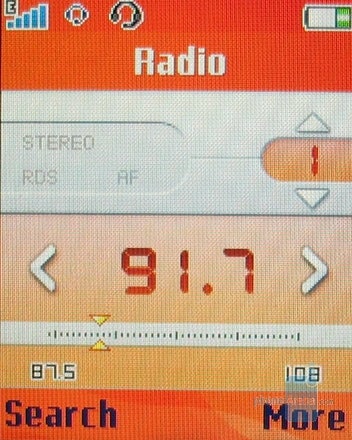 Radio
STEREO
1
RDS AF
91.7
87.5 108
Search More